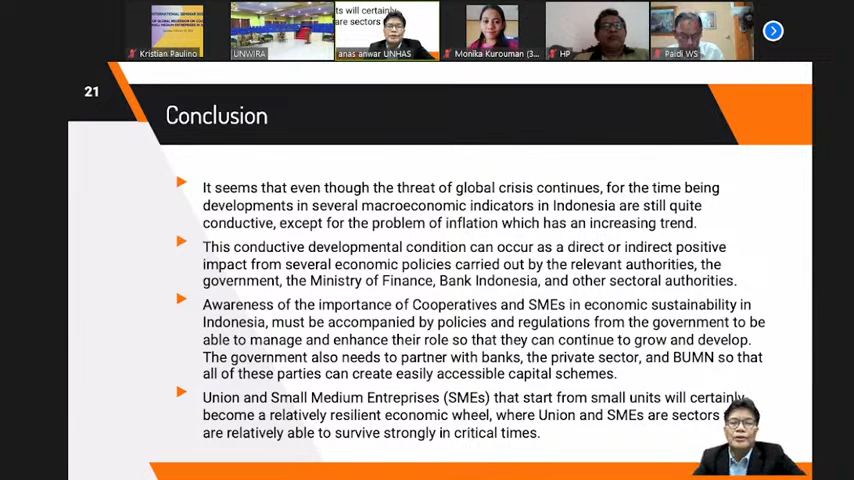 INTERNATIONAL SEMINAR
ts will certainly
are sectors
Kristian Paulino
UNWIRA
anas anwar UNHAS
Monika Kurouman (3...
HP
Paidi WS
21
Conclusion
It seems that even though the threat of global crisis continues, for the time being
developments in several macroeconomic indicators in Indonesia are still quite
conductive, except for the problem of inflation which has an increasing trend.
This conductive developmental condition can occur as a direct or indirect positive
impact from several economic policies carried out by the relevant authorities, the
government, the Ministry of Finance, Bank Indonesia, and other sectoral authorities.
Awareness of the importance of Cooperatives and SMEs in economic sustainability in
Indonesia, must be accompanied by policies and regulations from the government to be
able to manage and enhance their role so that they can continue to grow and develop.
The government also needs to partner with banks, the private sector, and BUMN so that
all of these parties can create easily accessible capital schemes.
Union and Small Medium Entreprises (SMEs) that start from small units will certainly
become a relatively resilient economic wheel, where Union and SMEs are sectors
are relatively able to survive strongly in critical times.